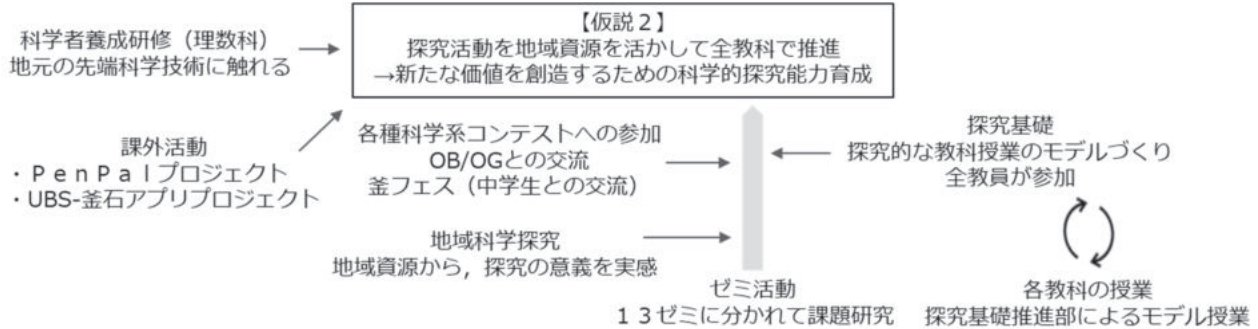 【仮説２】
探究活動を地域資源を活かして全教科で推進
→新たな価値を創造するための科学的探究能力育成
科学者養成研修（理数科）
地元の先端科学技術に触れる
課外活動
・ＰｅｎＰａｌプロジェクト
・UBS-釜石アプリプロジェクト
各種科学系コンテストへの参加
OB/OGとの交流
釜フェス（中学生との交流）
地域科学探究
地域資源から，探究の意義を実感
ゼミ活動
１３ゼミに分かれて課題研究
探究基礎
探究的な教科授業のモデルづくり
全教員が参加
各教科の授業
探究基礎推進部によるモデル授業